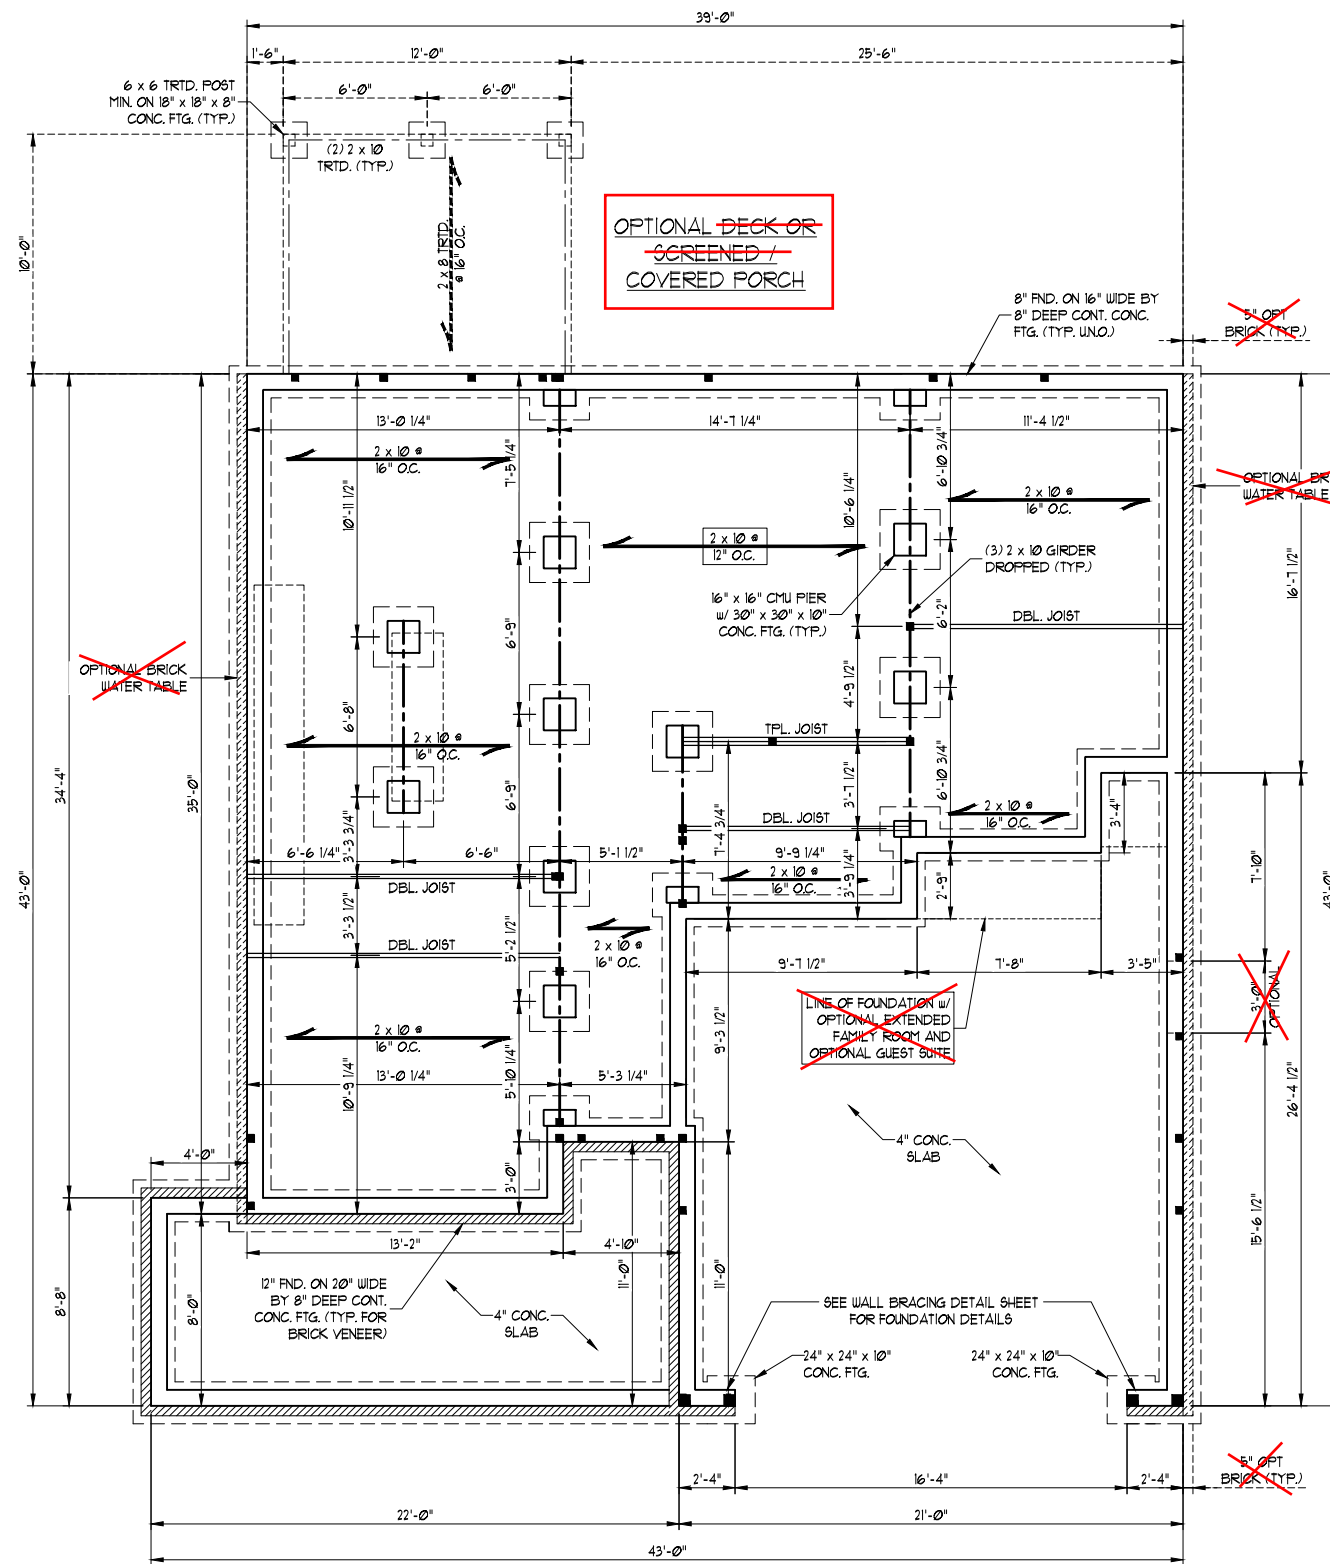 39'-0"
1'-6"
12'-0"
25'-6"
6 x 6 TRTD. POST
MIN. ON 18" x 18" x 8"
CONC. FTG. (TYP.)
6'-0"
6'-0"
(2) 2 x 10
TRTD. (TYP.)
10'-0"
2 x 8 TRTD.
@ 16" O.C.
OPTIONAL DECK OR
SCREENED /
COVERED PORCH
8" FND. ON 16" WIDE BY
8" DEEP CONT. CONC.
FTG. (TYP. U.N.O.)
5" OPT
BRICK (TYP.)
13'-0 1/4"
14'-7 1/4"
11'-4 1/2"
2 x 10 @
16" O.C.
7'-5 1/4"
10'-11 1/2"
10'-6 1/4"
6'-10 3/4"
2 x 10 @
16" O.C.
OPTIONAL BR
WATER TABLE
2 x 10 @
12" O.C.
(3) 2 x 10 GIRDER
DROPPED (TYP.)
16'-7 1/2"
16" x 16" CMU PIER
w/ 30" x 30" x 10"
CONC. FTG. (TYP.)
6'-2"
DBL. JOIST
6'-9"
OPTIONAL BRICK
WATER TABLE
4'-9 1/2"
6'-8"
2 x 10 @
16" O.C.
TPL. JOIST
34'-4"
35'-0"
6'-9"
3'-7 1/2"
6'-10 3/4"
2 x 10 @
16" O.C.
3'-4"
DBL. JOIST
7'-4 3/4"
3'-3 3/4"
6'-6 1/4"
6'-6"
5'-1 1/2"
9'-9 1/4"
43'-0"
DBL. JOIST
2 x 10 @
16" O.C.
3'-9 1/4"
2'-9"
7'-10"
43'-0"
3'-3 1/2"
DBL. JOIST
5'-2 1/2"
2 x 10 @
16" O.C.
9'-7 1/2"
7'-8"
3'-5"
3'-0"
OPTIONAL
LINE OF FOUNDATION w/
OPTIONAL EXTENDED
FAMILY ROOM AND
OPTIONAL GUEST SUITE
2 x 10 @
16" O.C.
9'-3 1/2"
13'-0 1/4"
5'-3 1/4"
10'-9 1/4"
5'-10 1/4"
26'-4 1/2"
4" CONC.
SLAB
4'-0"
3'-0"
15'-6 1/2"
13'-2"
4'-10"
11'-0"
11'-0"
8'-8"
8'-0"
12" FND. ON 20" WIDE
BY 8" DEEP CONT.
CONC. FTG. (TYP. FOR
BRICK VENEER)
4" CONC.
SLAB
SEE WALL BRACING DETAIL SHEET
FOR FOUNDATION DETAILS
24" x 24" x 10"
CONC. FTG.
24" x 24" x 10"
CONC. FTG.
2'-4"
16'-4"
2'-4"
5" OPT
BRICK (TYP.)
22'-0"
21'-0"
43'-0"